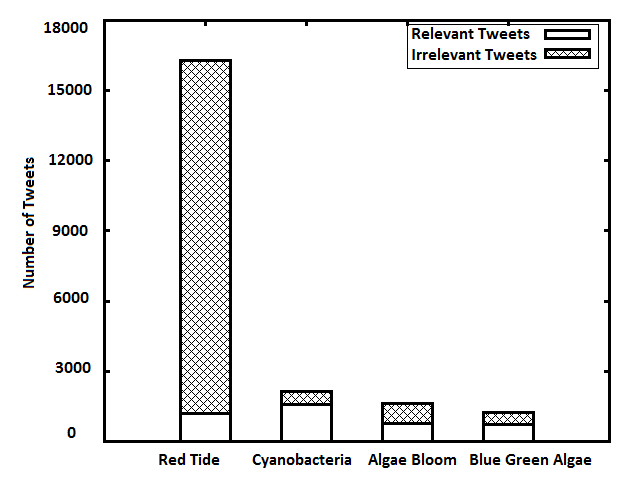 18000
15000
12000
9000
6000
3000
0
Number of Tweets
Relevant Tweets
Irrelevant Tweets
Red Tide Cyanobacteria Algae Bloom Blue Green Algae